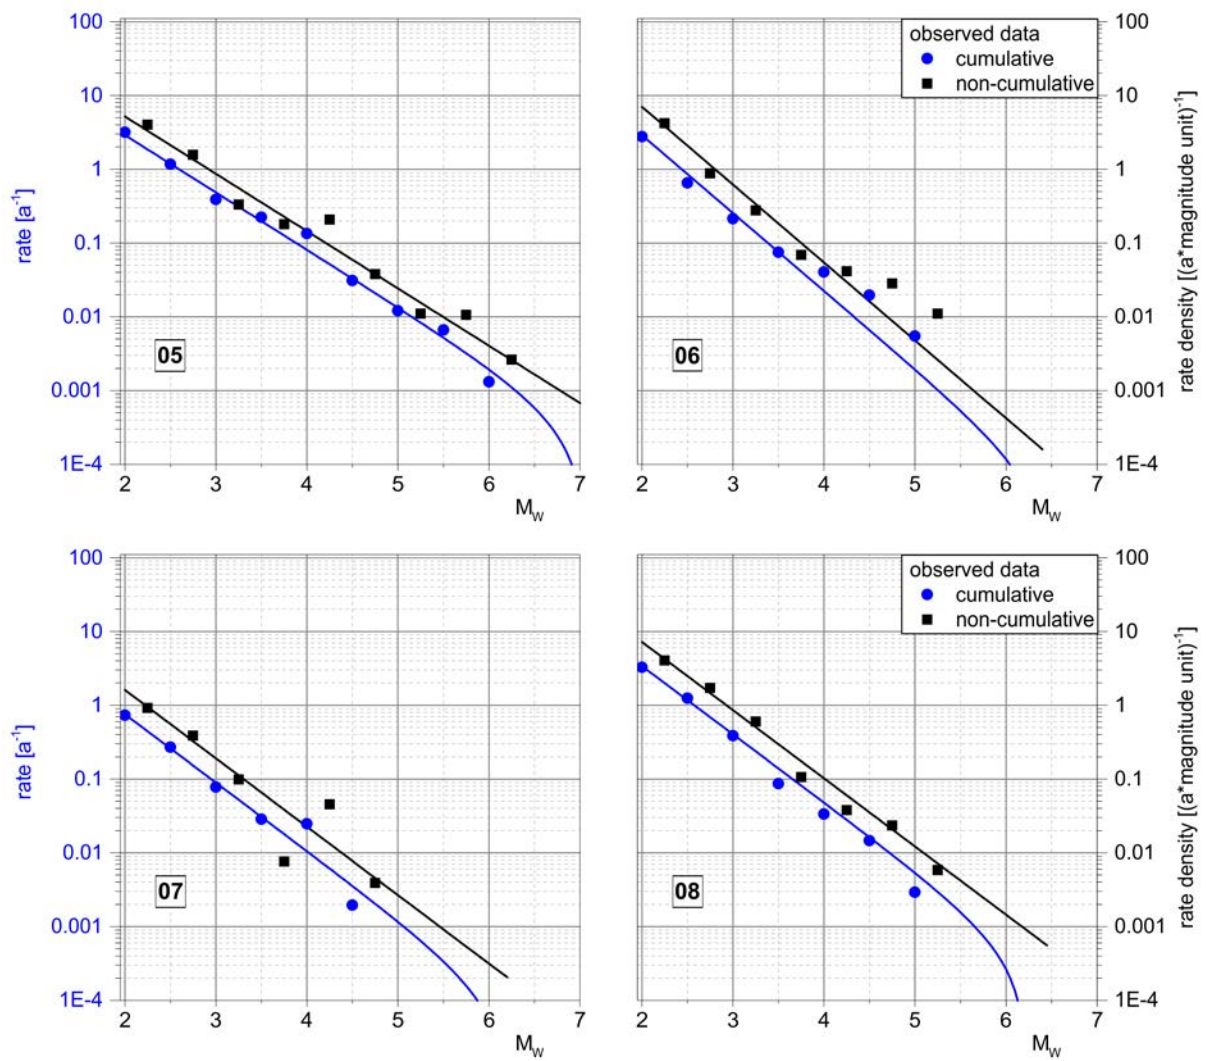 100
10
1
0.1
0.01
0.001
1E-4
rate [a⁻¹]
05
2 3 4 5 6 7
M_W
observed data
cumulative
non-cumulative
06
2 3 4 5 6 7
M_W
100
10
1
0.1
0.01
0.001
1E-4
rate density [(a*magnitude unit)⁻¹]
100
10
1
0.1
0.01
0.001
1E-4
rate [a⁻¹]
07
2 3 4 5 6 7
M_W
observed data
cumulative
non-cumulative
08
2 3 4 5 6 7
M_W
100
10
1
0.1
0.01
0.001
1E-4
rate density [(a*magnitude unit)⁻¹]